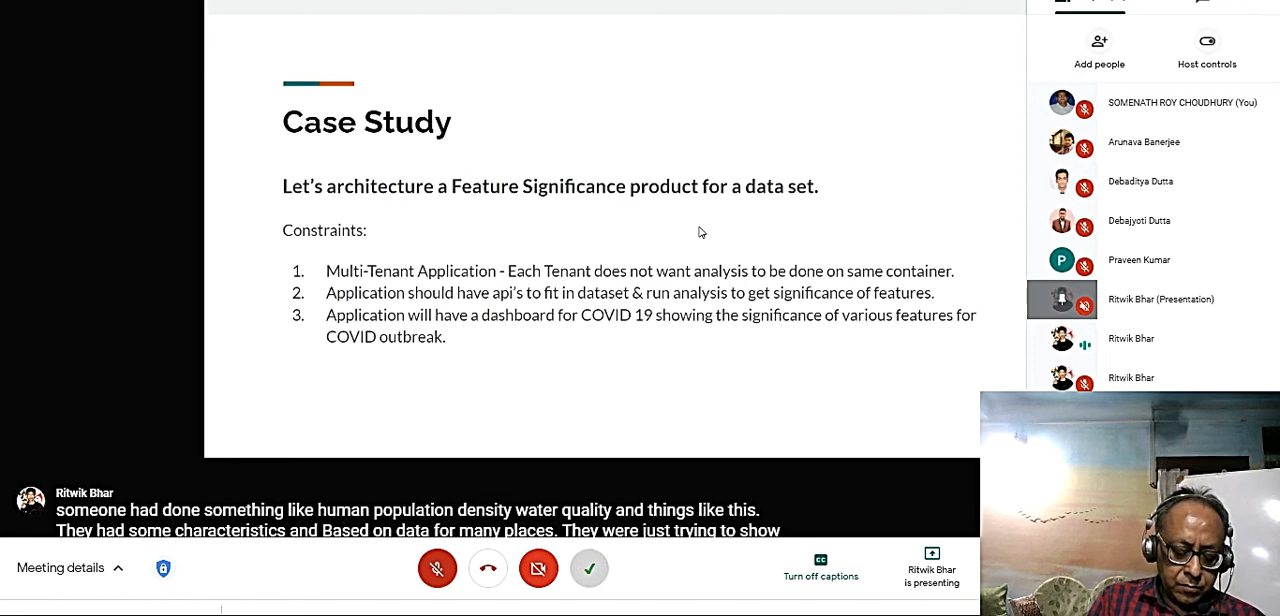 Case Study
Let's architecture a Feature Significance product for a data set.
Constraints:
1. Multi-Tenant Application - Each Tenant does not want analysis to be done on same container.
2. Application should have api's to fit in dataset & run analysis to get significance of features.
3. Application will have a dashboard for COVID 19 showing the significance of various features for
COVID outbreak.
Add people
Host controls
SOMENATH ROY CHOUDHURY (You)
Arunava Banerjee
Debaditya Dutta
Debajyoti Dutta
P
Praveen Kumar
Ritwik Bhar (Presentation)
Ritwik Bhar
Ritwik Bhar
Ritwik Bhar
someone had done something like human population density water quality and things like this.
They had some characteristics and Based on data for many places. They were just trying to show
Meeting details
CC
Turn off captions
Ritwik Bhar
is presenting